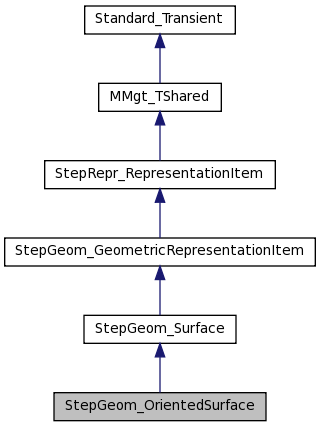 Standard_Transient
MMgt_TShared
StepRepr_RepresentationItem
StepGeom_GeometricRepresentationItem
StepGeom_Surface
StepGeom_OrientedSurface